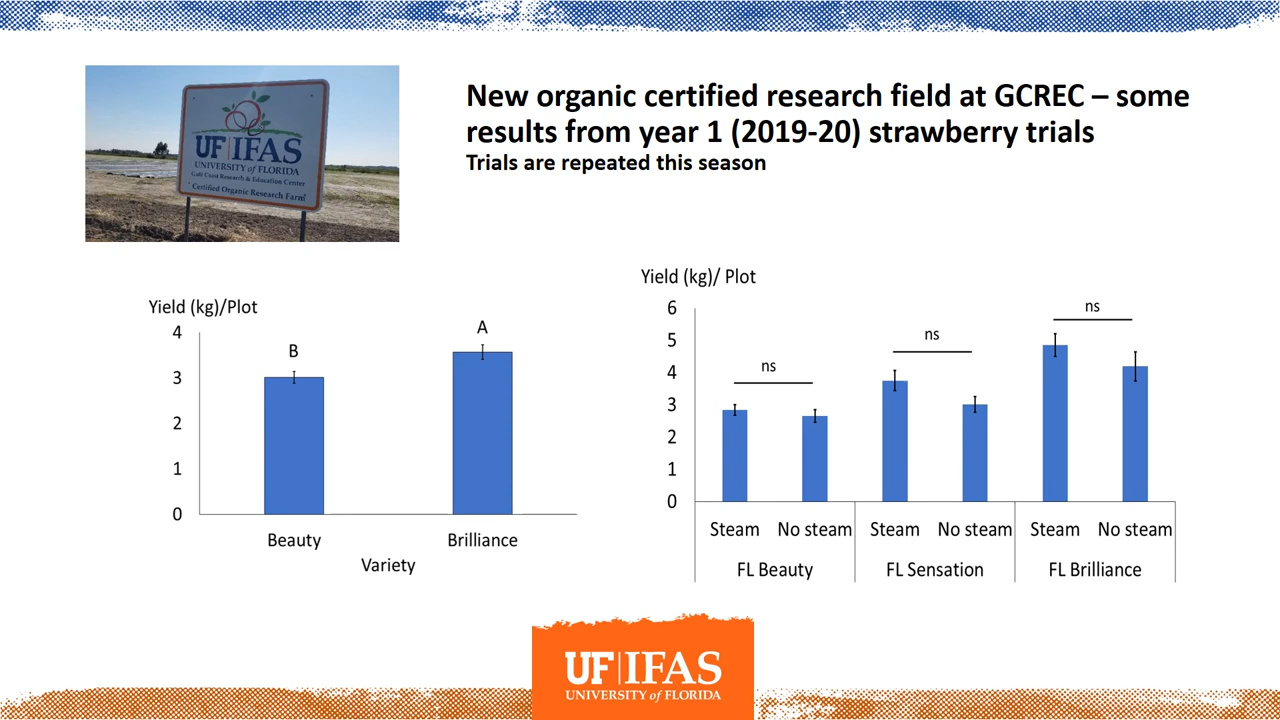 UF|IFAS
UNIVERSITY of FLORIDA
Gulf Coast Research & Education Center
Certified Organic Research Farm
New organic certified research field at GCREC – some
results from year 1 (2019-20) strawberry trials
Trials are repeated this season
Yield (kg)/Plot
4
3
2
1
0
B
A
Beauty
Brilliance
Variety
Yield (kg)/ Plot
6
5
4
3
2
1
0
ns
ns
ns
Steam No steam Steam No steam Steam No steam
FL Beauty FL Sensation FL Brilliance
UF|IFAS
UNIVERSITY of FLORIDA